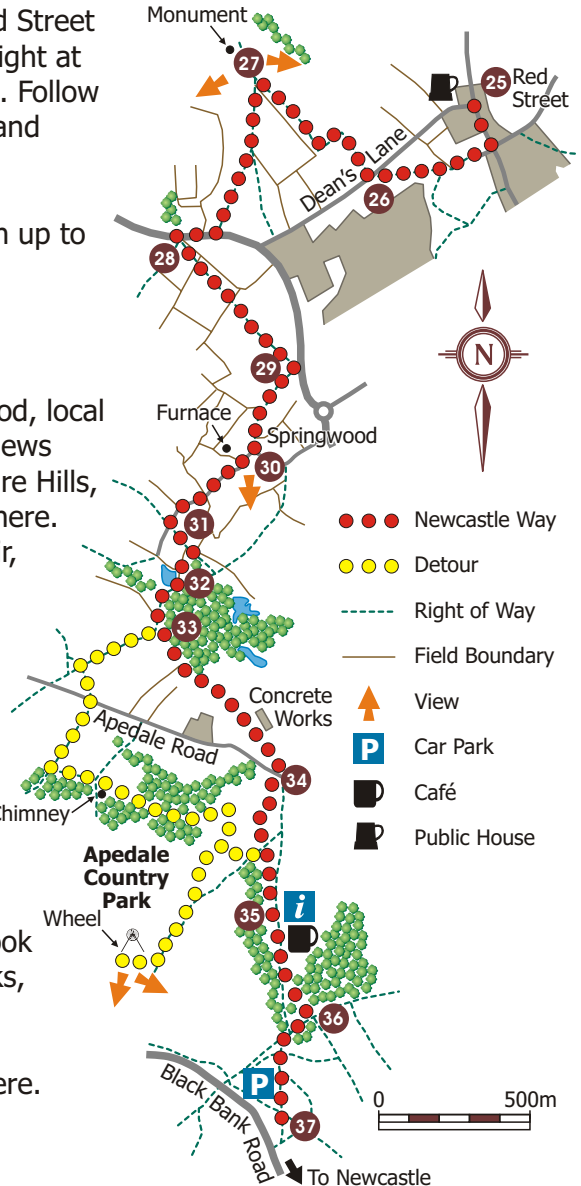 d Street
ight at
. Follow
and
n up to
od, local
ews
re Hills,
here.
r,
ook
ks,
ere.
Monument
27
25
Red
Street
Dean's Lane
26
28
N
29
Furnace
Springwood
30
31
32
33
Newcastle Way
Detour
Right of Way
Field Boundary
View
P
Car Park
Café
Public House
Concrete
Works
Apedale Road
34
Chimney
Apedale
Country
Park
Wheel
35
i
36
P
Black Bank
Road
37
0
500m
To Newcastle